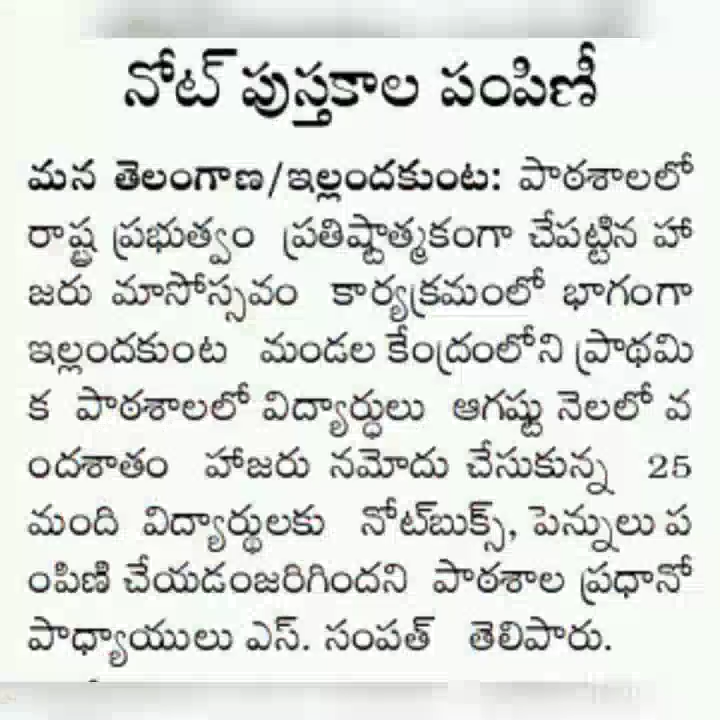 నోట్ పుస్తకాల పంపిణీ
మన తెలంగాణ/ఇల్లందకుంట: పాఠశాలలో
రాష్ట్ర ప్రభుత్వం ప్రతిష్టాత్మకంగా చేపట్టిన హా
జరు మాసోస్సవం కార్యక్రమంలో భాగంగా
ఇల్లందకుంట మండల కేంద్రంలోని ప్రాథమి
క పాఠశాలలో విద్యార్ధులు ఆగష్టు నెలలో వ
ందశాతం హాజరు నమోదు చేసుకున్న 25
మంది విద్యార్థులకు నోట్‌బుక్స్, పెన్నులు ప
ంపిణి చేయడంజరిగిందని పాఠశాల ప్రధానో
పాధ్యాయులు ఎస్. సంపత్ తెలిపారు.